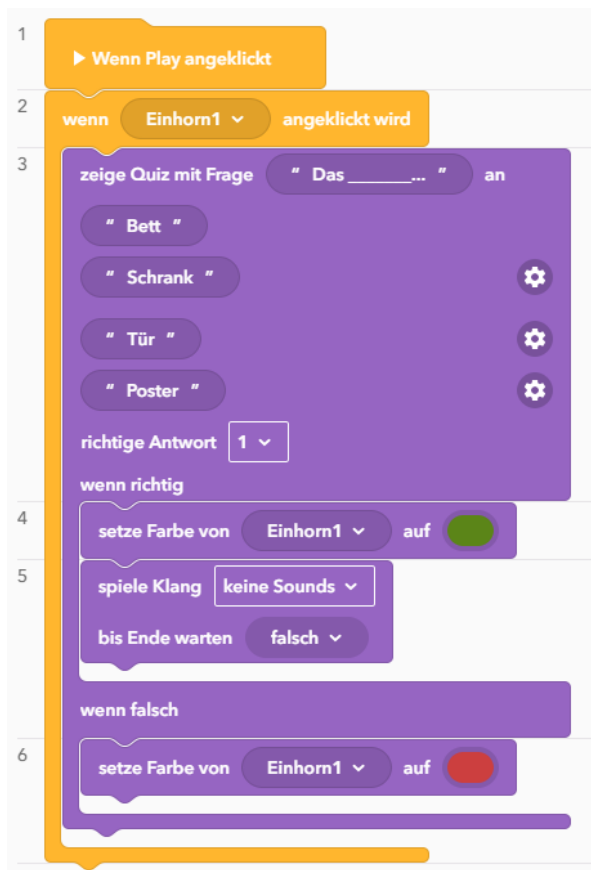 1
Wenn Play angeklickt
2
wenn Einhorn1 angeklickt wird
3
zeige Quiz mit Frage " Das ______... " an
" Bett "
" Schrank "
" Tür "
" Poster "
richtige Antwort 1
wenn richtig
4
setze Farbe von Einhorn1 auf
5
spiele Klang keine Sounds
bis Ende warten falsch
wenn falsch
6
setze Farbe von Einhorn1 auf